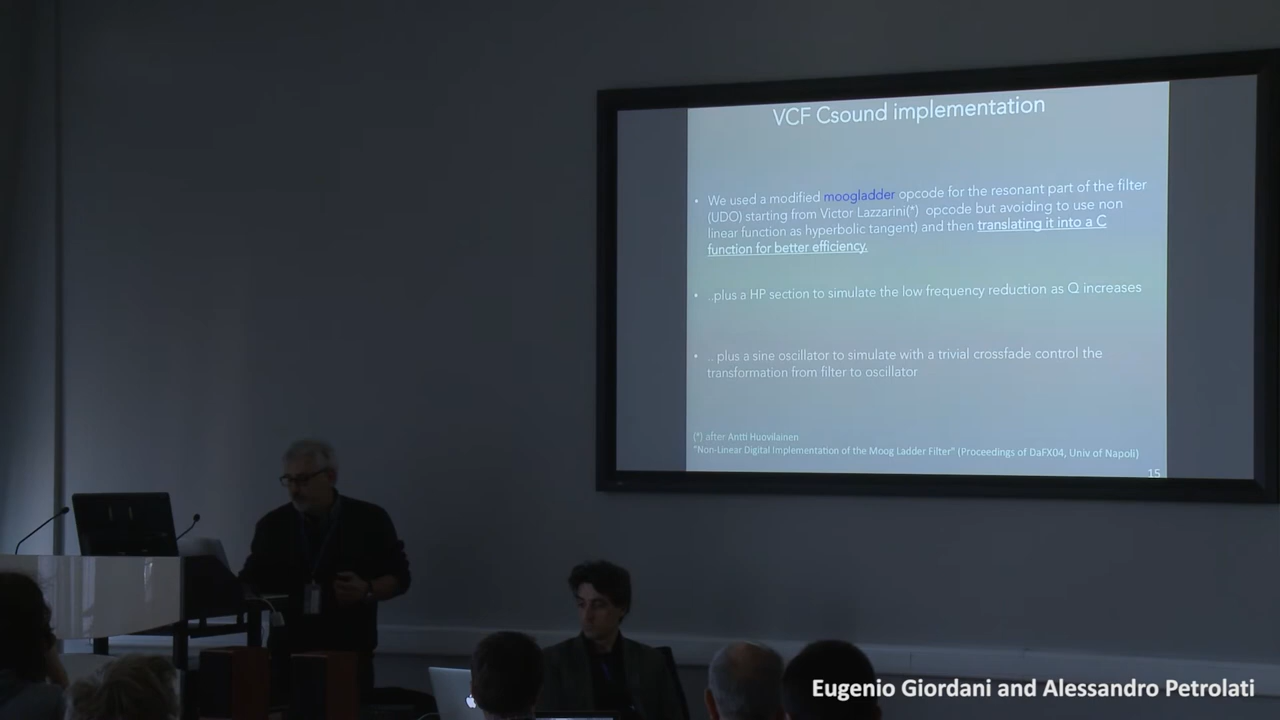 VCF Csound implementation
• We used a modified moogladder opcode for the resonant part of the filter
(UDO) starting from Victor Lazzarini(*) opcode but avoiding to use non
linear function as hyperbolic tangent) and then translating it into a C
function for better efficiency.
• ..plus a HP section to simulate the low frequency reduction as Q increases
• .. plus a sine oscillator to simulate with a trivial crossfade control the
transformation from filter to oscillator
(*) after Antti Huovilainen
"Non-Linear Digital Implementation of the Moog Ladder Filter" (Proceedings of DaFX04, Univ of Napoli)
15
Eugenio Giordani and Alessandro Petrolati